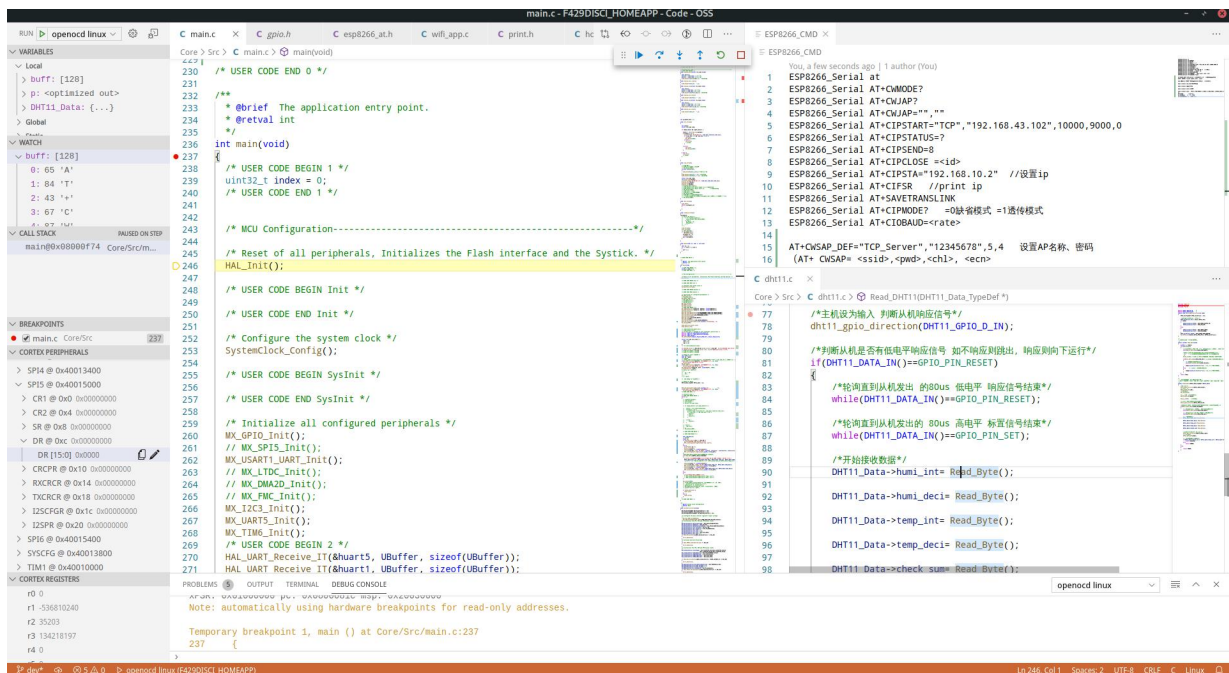 main.c - F429DISCI_HOMEAPP - Code - OSS
RUN openocd linux
VARIABLES
Local
buff: [128]
p: <optimized out>
DHT11_Data: {...}
Global
WATCH
buff: [128]
0: 65 'A'
1: 84 'T'
2: 43 '+'
3: 67 'C'
CALL STACK PAUSED ON STEP
main@0x08000f74 Core/Src/m...
BREAKPOINTS
main.c Core/Src 237
CORTEX PERIPHERALS
SPI4 @ 0x40013400
SPI5 @ 0x40015000
CR1 @ 0x0 0x00000000
CR2 @ 0x4 0x00000000
SR @ 0x8 0x00000000
DR @ 0xc 0x00000000
DR [15:0] 0x0000
CRCPR @ 0x10 0x00000000
RXCRCR @ 0x14 0x00000000
TXCRCR @ 0x18 0x00000000
I2SCFGR @ 0x1c 0x00000000
I2SPR @ 0x20 0x00000000
SPI6 @ 0x40015400
SYSCFG @ 0x40013800
TIM1 @ 0x40010000
CORTEX REGISTERS
r0 0
r1 -536810240
r2 35203
r3 134218197
r4 0
C main.c × C gpio.h C esp8266_at.h C wifi_app.c C print.h C hc
Core > Src > C main.c > main(void)
229
230 /* USER CODE END 0 */
231
232 /**
233 * @brief The application entry point.
234 * @retval int
235 */
236 int main(void)
237 {
238 /* USER CODE BEGIN 1 */
239 uint32_t index = 0;
240 /* USER CODE END 1 */
241
242
243 /* MCU Configuration--------------------------------------------------------*/
244
245 /* Reset of all peripherals, Initializes the Flash interface and the Systick. */
246 HAL_Init();
247
248 /* USER CODE BEGIN Init */
249
250 /* USER CODE END Init */
251
252 /* Configure the system clock */
253 SystemClock_Config();
254
255 /* USER CODE BEGIN SysInit */
256
257 /* USER CODE END SysInit */
258
259 /* Initialize all configured peripherals */
260 MX_GPIO_Init();
261 // MX_SPI5_Init();
262 MX_USART1_UART_Init();
263 // MX_LTDC_Init();
264 // MX_DMA2D_Init();
265 // MX_FMC_Init();
266 MX_I2C3_Init();
267 MX_UART5_Init();
268 MX_TIM6_Init();
269 /* USER CODE BEGIN 2 */
270 HAL_UART_Receive_IT(&huart5, UBuffer, sizeof(UBuffer));
271 HAL_UART_Receive_IT(&huart1, UBuffer, sizeof(UBuffer));
ESP8266_CMD ×
ESP8266_CMD
You, a few seconds ago | 1 author (You)
1 ESP8266_Serial at
2 ESP8266_Serial AT+CWMODE?
3 ESP8266_Serial AT+CWJAP?
4 ESP8266_Serial AT+CWJAP="",""
5 ESP8266_Serial AT+CIPSTART="TCP","192.168.43.102",10000,9000,0
6 ESP8266_Serial AT+CIPSTATUS=?
7 ESP8266_Serial AT+CIPSEND=8
8 ESP8266_Serial AT+CIPCLOSE =<id>
9 ESP8266_Serial AT+CIPSTA="192.168.10.2" //设置ip
10 ESP8266_Serial AT+CIFSR //print ip
11 ESP8266_Serial AT+SAVETRANSLINK
12 ESP8266_Serial AT+CIPMODE? =0缺省模式 =1透传模式
13 ESP8266_Serial AT+CIOBAUD=<rate>
14
15 AT+CWSAP_DEF="TCP_Server","12345678",5,4 设置AP名称、密码
16 (AT+ CWSAP= <ssid>,<pwd>,<chl>, <ecn>
C dht11.c ×
Core > Src > C dht11.c > Read_DHT11(DHT11_Data_TypeDef *)
77 /*主机设为输入 判断从机响应信号*/
78 dht11_gpio_direction(DHT11_GPIO_D_IN);
79
80 /*判断从机是否有低电平响应信号 如不响应则跳出，响应则向下运行*/
81 if(DHT11_DATA_IN()==GPIO_PIN_RESET)
82 {
83 /*轮询直到从机发出 的80us 低电平 响应信号结束*/
84 while(DHT11_DATA_IN()==GPIO_PIN_RESET);
85
86 /*轮询直到从机发出的 80us 高电平 标置信号结束*/
87 while(DHT11_DATA_IN()==GPIO_PIN_SET);
88
89 /*开始接收数据*/
90 DHT11_Data->humi_int= Read_Byte();
91
92 DHT11_Data->humi_deci= Read_Byte();
93
94 DHT11_Data->temp_int= Read_Byte();
95
96 DHT11_Data->temp_deci= Read_Byte();
97
98 DHT11_Data->check_sum= Read_Byte();
PROBLEMS 5 OUTPUT TERMINAL DEBUG CONSOLE openocd linux
Note: automatically using hardware breakpoints for read-only addresses.
Temporary breakpoint 1, main () at Core/Src/main.c:237
237 {
dev* 5 0 openocd linux (F429DISCI_HOMEAPP) Ln 246, Col 1 Spaces: 2 UTF-8 CRLF C Linux